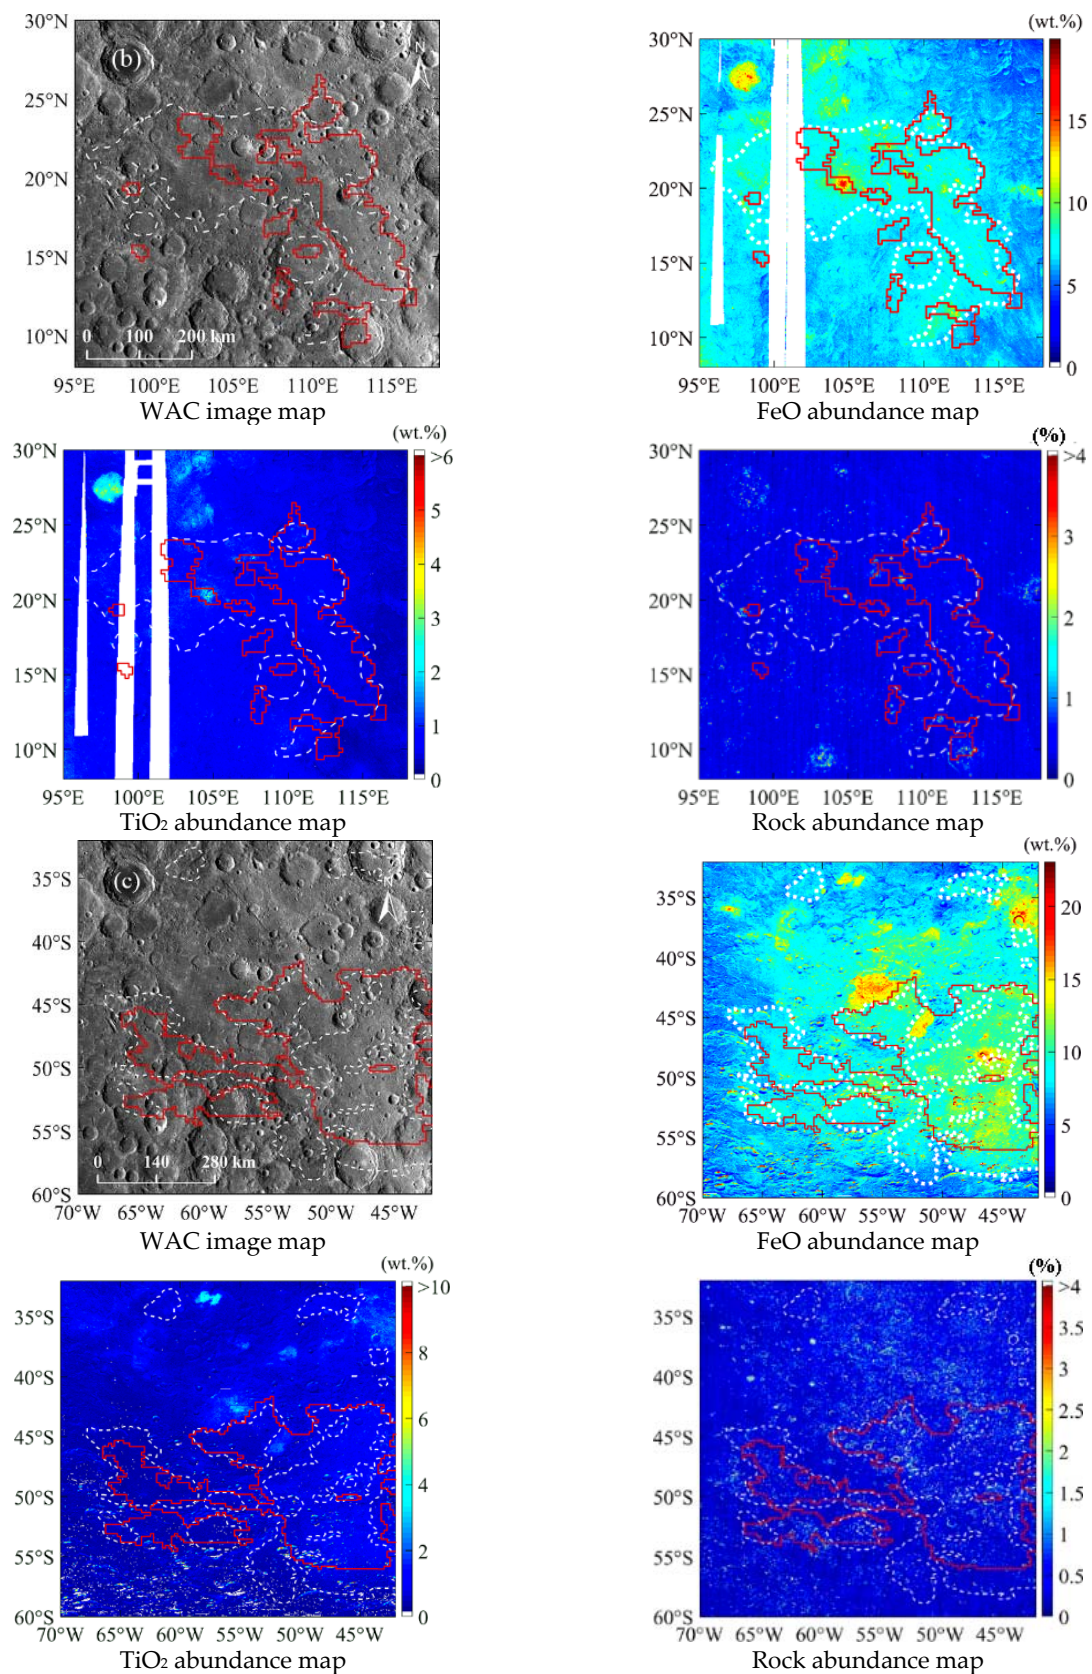 30°N
(b)
N
25°N
20°N
15°N
10°N
0 100 200 km
95°E 100°E 105°E 110°E 115°E
WAC image map
(wt.%)
30°N
25°N
20°N
15°N
10°N
15
10
5
0
95°E 100°E 105°E 110°E 115°E
FeO abundance map
(wt.%)
30°N
25°N
20°N
15°N
10°N
>6
5
4
3
2
1
0
95°E 100°E 105°E 110°E 115°E
TiO₂ abundance map
(%)
30°N
25°N
20°N
15°N
10°N
>4
3
2
1
0
95°E 100°E 105°E 110°E 115°E
Rock abundance map
(c)
N
35°S
40°S
45°S
50°S
55°S
60°S
0 140 280 km
70°W 65°W 60°W 55°W 50°W 45°W
WAC image map
(wt.%)
35°S
40°S
45°S
50°S
55°S
60°S
20
15
10
5
0
70°W 65°W 60°W 55°W 50°W 45°W
FeO abundance map
(wt.%)
35°S
40°S
45°S
50°S
55°S
60°S
>10
8
6
4
2
0
70°W 65°W 60°W 55°W 50°W 45°W
TiO₂ abundance map
(%)
35°S
40°S
45°S
50°S
55°S
60°S
>4
3.5
3
2.5
2
1.5
1
0.5
0
70°W 65°W 60°W 55°W 50°W 45°W
Rock abundance map